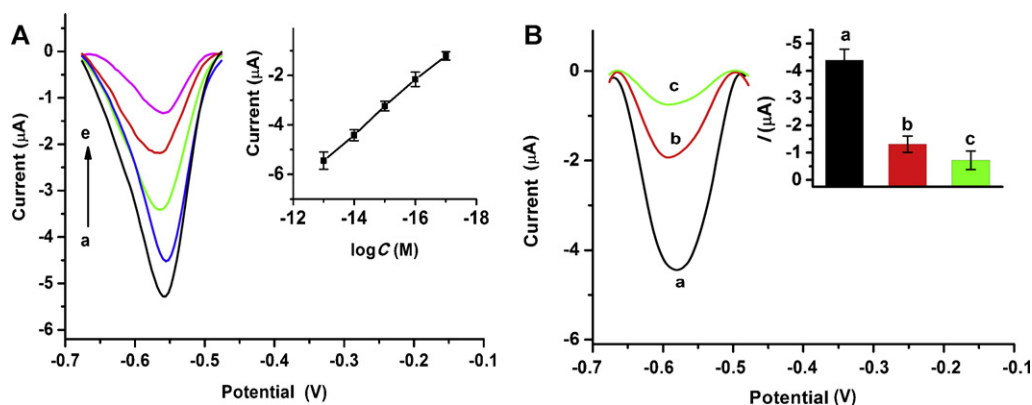 A
Current (μA)
0
-1
-2
-3
-4
-5
-6
-0.7
-0.6
-0.5
-0.4
-0.3
-0.2
-0.1
Potential (V)
e
a
Current (μA)
-2
-4
-6
-12
-14
-16
-18
logC (M)
B
Current (μA)
0
-2
-4
-6
-0.7
-0.6
-0.5
-0.4
-0.3
-0.2
-0.1
Potential (V)
c
b
a
I (μA)
-5
-4
-3
-2
-1
0
a
b
c